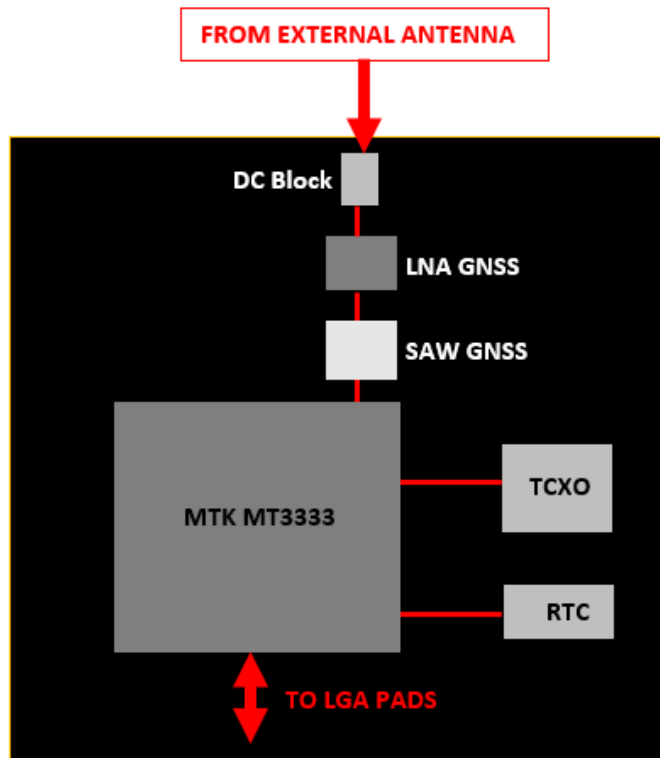 FROM EXTERNAL ANTENNA
DC Block
LNA GNSS
SAW GNSS
MTK MT3333
TCXO
RTC
TO LGA PADS